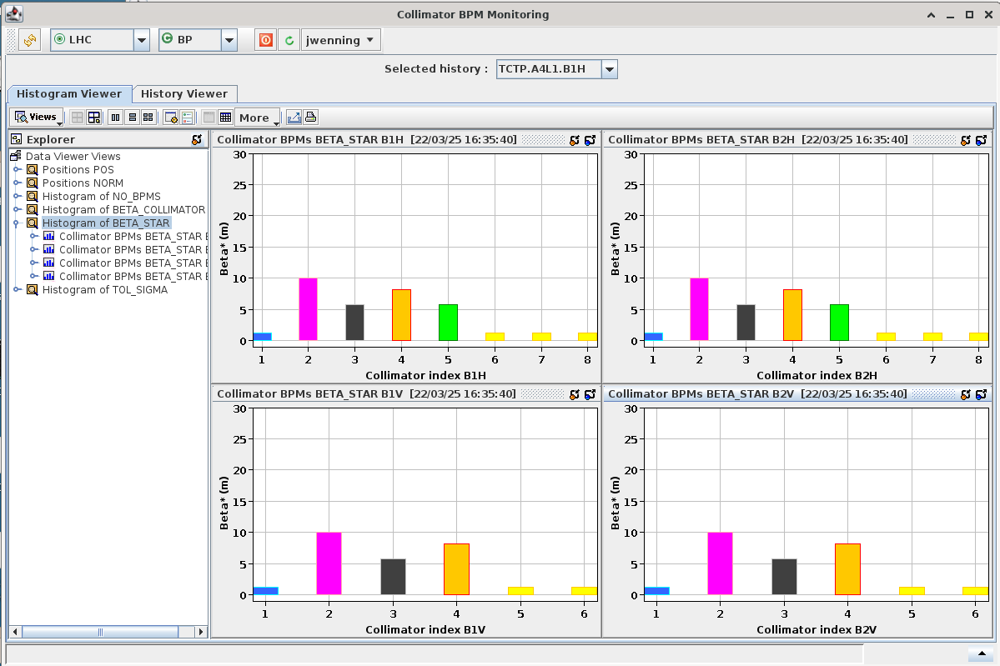 Collimator BPM Monitoring
LHC
BP
jwenning
Selected history :
TCTP.A4L1.B1H
Histogram Viewer
History Viewer
Views
More
Explorer
Data Viewer Views
Positions POS
Positions NORM
Histogram of NO_BPMS
Histogram of BETA_COLLIMATOR
Histogram of BETA_STAR
Collimator BPMs BETA_STAR
Collimator BPMs BETA_STAR
Collimator BPMs BETA_STAR
Collimator BPMs BETA_STAR
Histogram of TOL_SIGMA
Collimator BPMs BETA_STAR B1H [22/03/25 16:35:40]
Beta* (m)
30
25
20
15
10
5
0
1 2 3 4 5 6 7 8
Collimator index B1H
Collimator BPMs BETA_STAR B2H [22/03/25 16:35:40]
Beta* (m)
30
25
20
15
10
5
0
1 2 3 4 5 6 7 8
Collimator index B2H
Collimator BPMs BETA_STAR B1V [22/03/25 16:35:40]
Beta* (m)
30
25
20
15
10
5
0
1 2 3 4 5 6
Collimator index B1V
Collimator BPMs BETA_STAR B2V [22/03/25 16:35:40]
Beta* (m)
30
25
20
15
10
5
0
1 2 3 4 5 6
Collimator index B2V